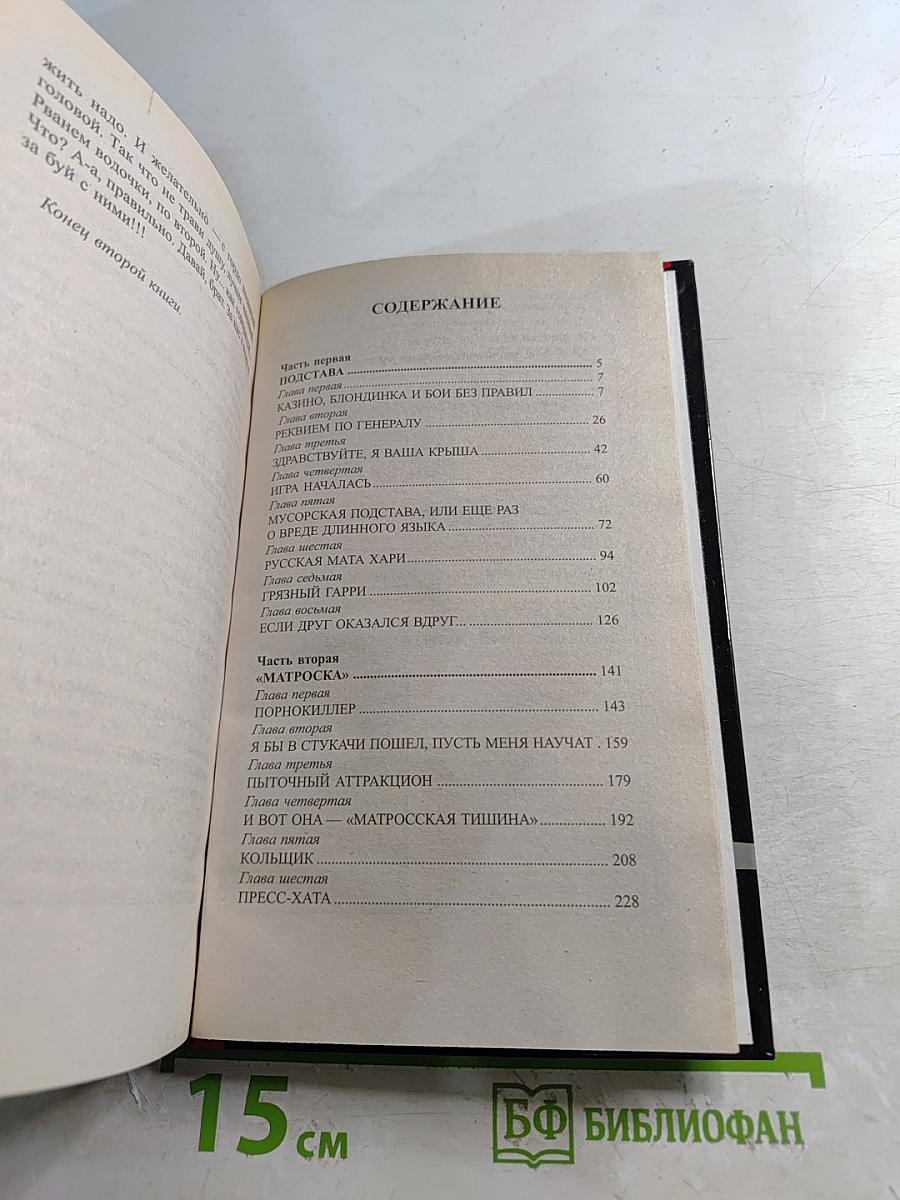 жить надо. И желательно — с гордо
головой. Так что не трави душу,
Рванем водочки, по второй. Ну, как
Что? А-а, правильно. Давай, брат. За
за буй с ними!!!
Конец второй книги.
СОДЕРЖАНИЕ
Часть первая
ПОДСТАВА ........ 5
Глава первая ........ 7
КАЗИНО, БЛОНДИНКА И БОИ БЕЗ ПРАВИЛ ........ 7
Глава вторая
РЕКВИЕМ ПО ГЕНЕРАЛУ ........ 26
Глава третья
ЗДРАВСТВУЙТЕ, Я ВАША КРЫША ........ 42
Глава четвертая
ИГРА НАЧАЛАСЬ ........ 60
Глава пятая
МУСОРСКАЯ ПОДСТАВА, ИЛИ ЕЩЕ РАЗ
О ВРЕДЕ ДЛИННОГО ЯЗЫКА ........ 72
Глава шестая
РУССКАЯ МАТА ХАРИ ........ 94
Глава седьмая
ГРЯЗНЫЙ ГАРРИ ........ 102
Глава восьмая
ЕСЛИ ДРУГ ОКАЗАЛСЯ ВДРУГ... ........ 126
Часть вторая
«МАТРОСКА» ........ 141
Глава первая
ПОРНОКИЛЛЕР ........ 143
Глава вторая
Я БЫ В СТУКАЧИ ПОШЕЛ, ПУСТЬ МЕНЯ НАУЧАТ . 159
Глава третья
ПЫТОЧНЫЙ АТТРАКЦИОН ........ 179
Глава четвертая
И ВОТ ОНА — «МАТРОССКАЯ ТИШИНА» ........ 192
Глава пятая
КОЛЬЩИК ........ 208
Глава шестая
ПРЕСС-ХАТА ........ 228
15 см
БФ БИБЛИОФАН